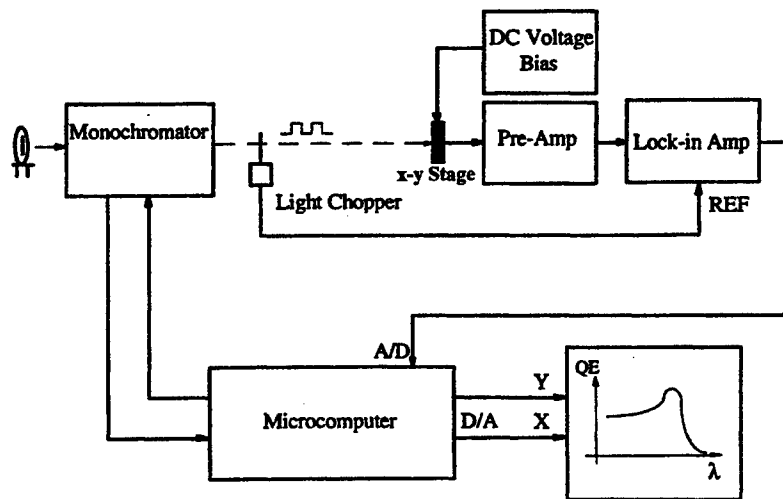 DC Voltage
Bias
Monochromator
Pre-Amp
Lock-in Amp
x-y Stage
Light Chopper
REF
A/D
QE
Y
Microcomputer
D/A
X
λ